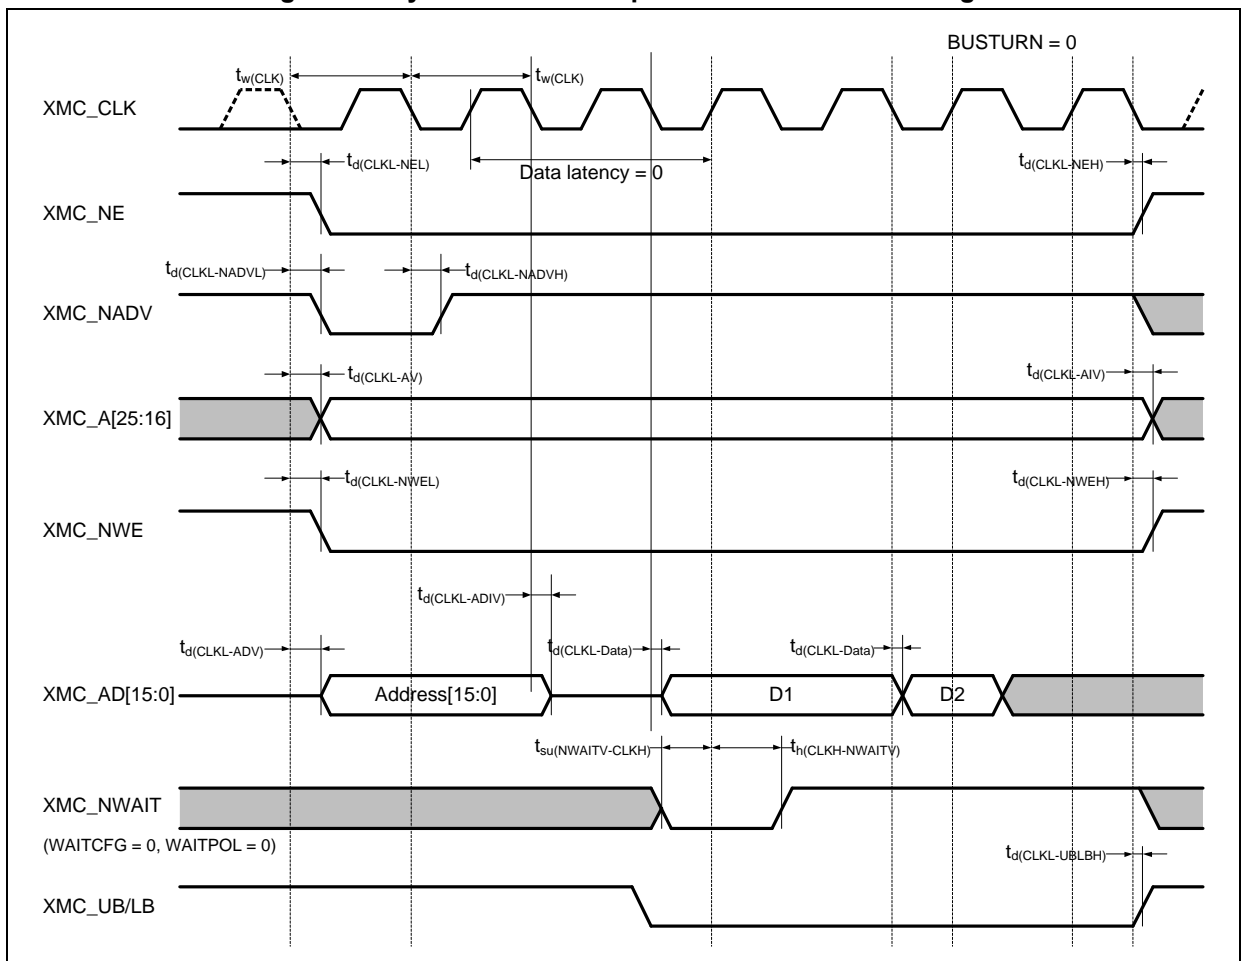 BUSTURN = 0
tw(CLK) tw(CLK)
XMC_CLK
td(CLKL-NEL) Data latency = 0 td(CLKL-NEH)
XMC_NE
td(CLKL-NADVL) td(CLKL-NADVH)
XMC_NADV
td(CLKL-AV) td(CLKL-AIV)
XMC_A[25:16]
td(CLKL-NWEL) td(CLKL-NWEH)
XMC_NWE
td(CLKL-ADIV)
td(CLKL-ADV) td(CLKL-Data) td(CLKL-Data)
XMC_AD[15:0] Address[15:0] D1 D2
tsu(NWAITV-CLKH) th(CLKH-NWAITV)
XMC_NWAIT
(WAITCFG = 0, WAITPOL = 0)
td(CLKL-UBLBH)
XMC_UB/LB